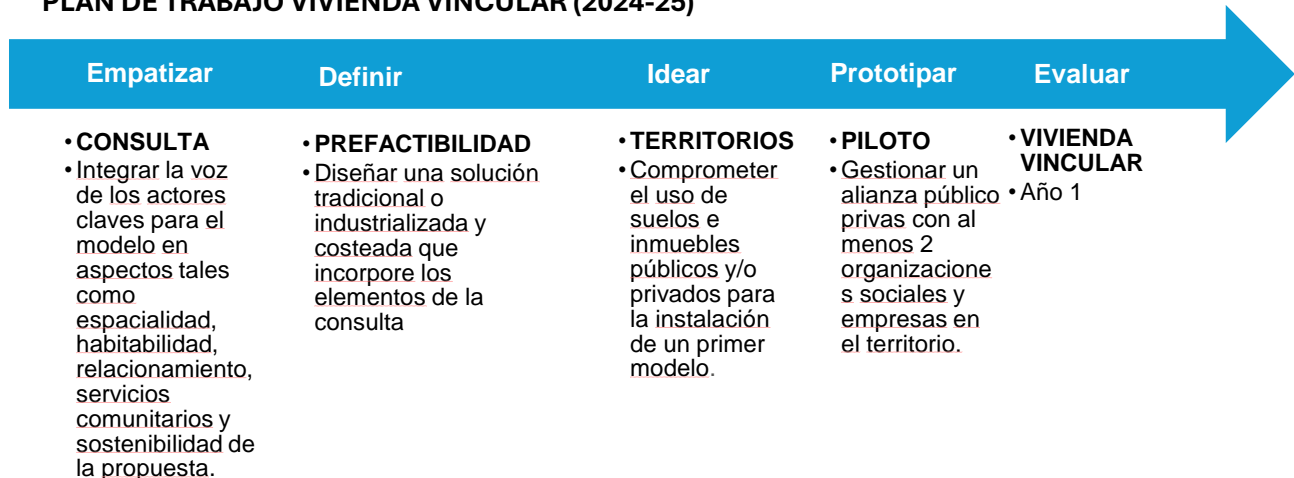 PLAN DE TRABAJO VIVIENDA VINCULAR (2024-25)
Empatizar
Definir
Idear
Prototipar
Evaluar
•CONSULTA
•Integrar la voz
de los actores
claves para el
modelo en
aspectos tales
como
espacialidad,
habitabilidad,
relacionamiento,
servicios
comunitarios y
sostenibilidad de
la propuesta.
•PREFACTIBILIDAD
•Diseñar una solución
tradicional o
industrializada y
costeada que
incorpore los
elementos de la
consulta
•TERRITORIOS
•Comprometer
el uso de
suelos e
inmuebles
públicos y/o
privados para
la instalación
de un primer
modelo.
•PILOTO
•Gestionar un
alianza público
privas con al
menos 2
organizacione
s sociales y
empresas en
el territorio.
•VIVIENDA
VINCULAR
•Año 1